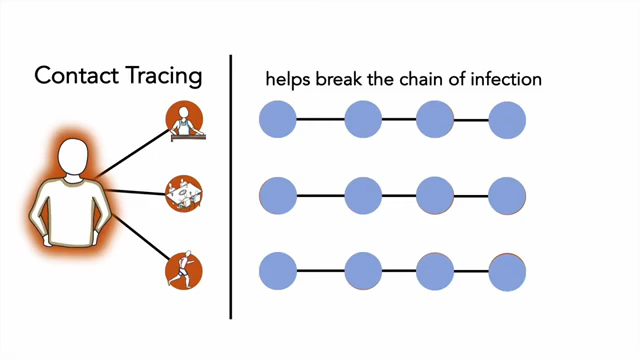 Contact Tracing
helps break the chain of infection